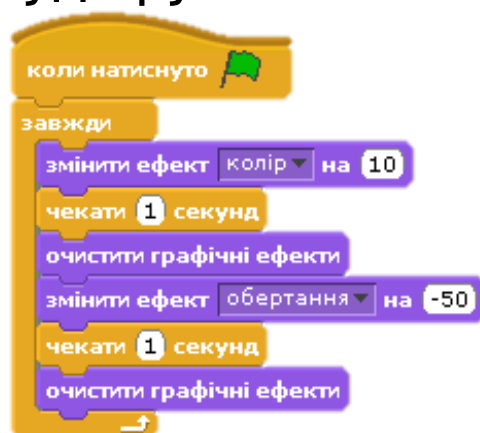 коли натиснуто
завжди
змінити ефект колір на 10
чекати 1 секунд
очистити графічні ефекти
змінити ефект обертання на -50
чекати 1 секунд
очистити графічні ефекти